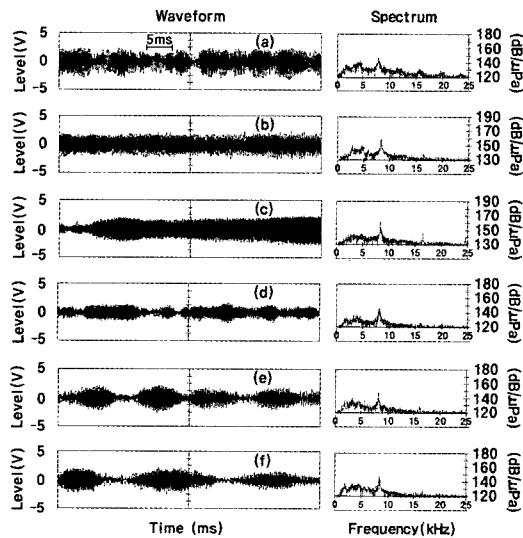 Waveform Spectrum
5 (a) 5ms 180
Level(V) 0 160 (dB/μPa)
-5 140
120
0 5 10 15 20 25
5 (b) 190
Level(V) 0 170 (dB/μPa)
-5 150
130
0 5 10 15 20 25
5 (c) 190
Level(V) 0 170 (dB/μPa)
-5 150
130
0 5 10 15 20 25
5 (d) 180
Level(V) 0 160 (dB/μPa)
-5 140
120
0 5 10 15 20 25
5 (e) 180
Level(V) 0 160 (dB/μPa)
-5 140
120
0 5 10 15 20 25
5 (f) 180
Level(V) 0 160 (dB/μPa)
-5 140
120
0 5 10 15 20 25
Time (ms) Frequency(kHz)